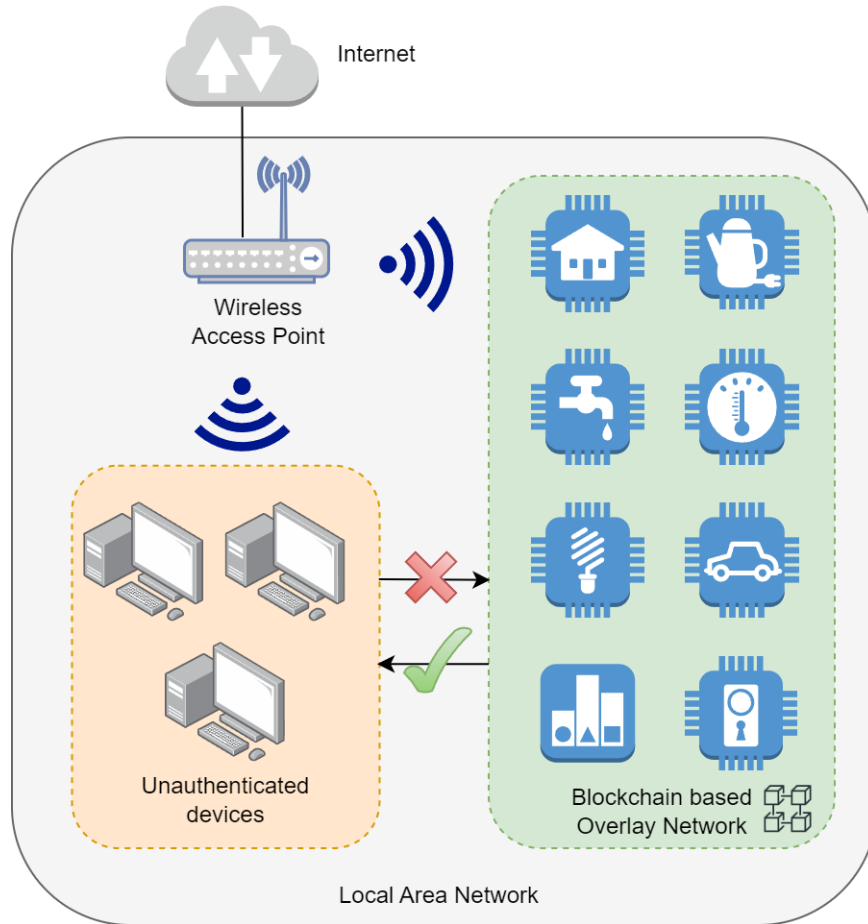 Internet
Wireless
Access Point
Unauthenticated
devices
Blockchain based
Overlay Network
Local Area Network